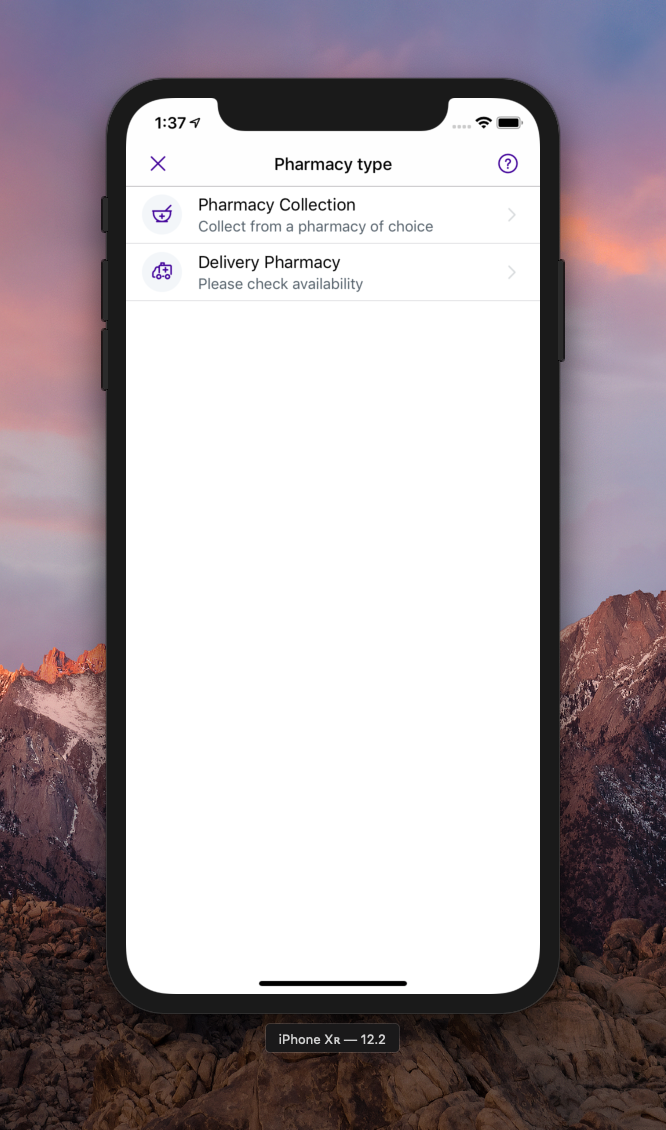 1:37
Pharmacy type
?
Pharmacy Collection
Collect from a pharmacy of choice
Delivery Pharmacy
Please check availability
iPhone Xʀ — 12.2